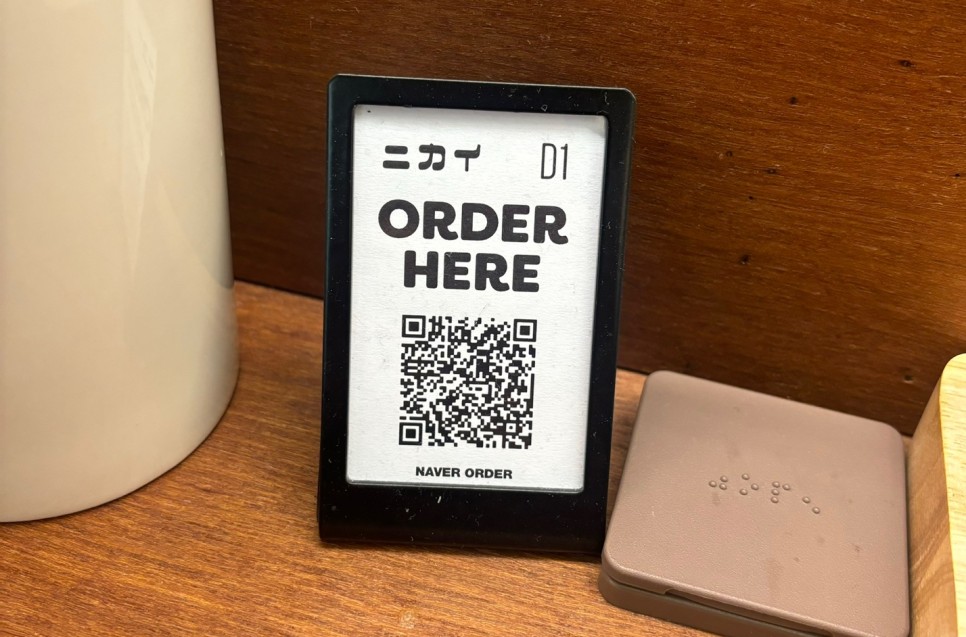 ニカイ D1
ORDER
HERE
NAVER ORDER